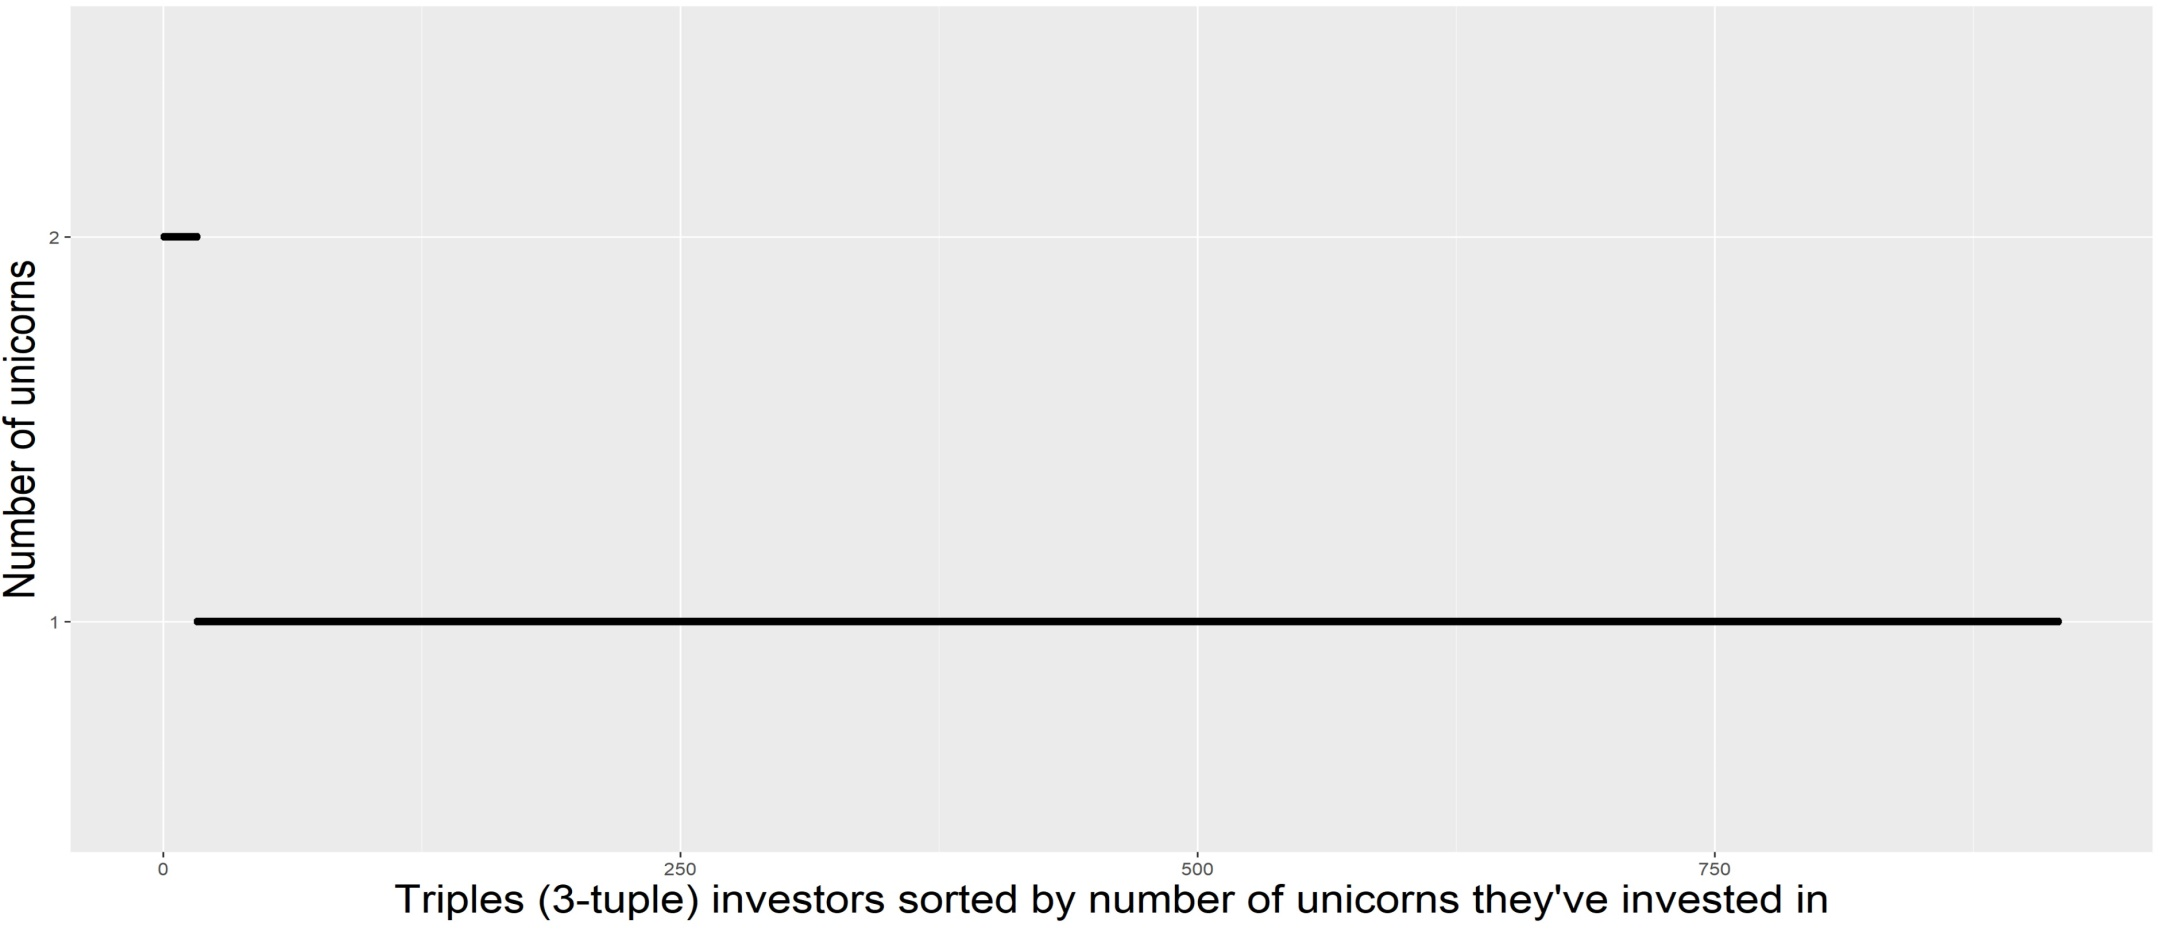 Number of unicorns
2
1
0 250 500 750
Triples (3-tuple) investors sorted by number of unicorns they've invested in